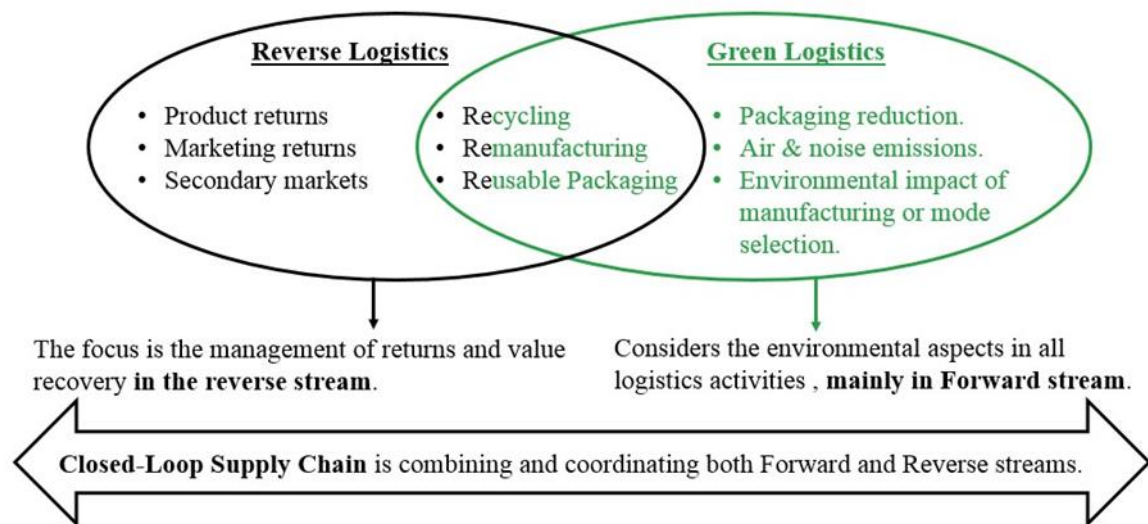 Reverse Logistics
• Product returns
• Marketing returns
• Secondary markets
• Recycling
• Remanufacturing
• Reusable Packaging
Green Logistics
• Packaging reduction.
• Air & noise emissions.
• Environmental impact of
manufacturing or mode
selection.
The focus is the management of returns and value
recovery in the reverse stream.
Considers the environmental aspects in all
logistics activities , mainly in Forward stream.
Closed-Loop Supply Chain is combining and coordinating both Forward and Reverse streams.